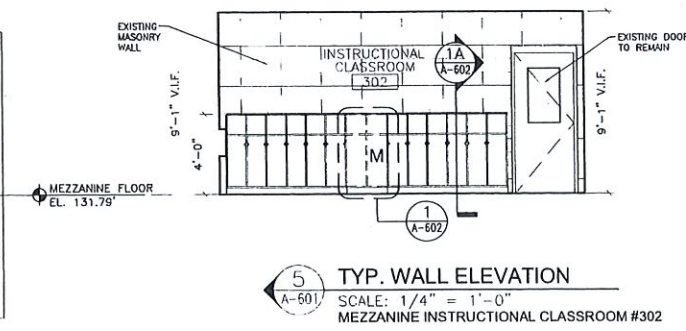 EXISTING
MASONRY
WALL
INSTRUCTIONAL
CLASSROOM
302
1A
A-602
EXISTING DOOR
TO REMAIN
9'-1" V.I.F.
4'-0"
9'-1" V.I.F.
M
MEZZANINE FLOOR
EL. 131.79'
1
A-602
5
A-601
TYP. WALL ELEVATION
SCALE: 1/4" = 1'-0"
MEZZANINE INSTRUCTIONAL CLASSROOM #302